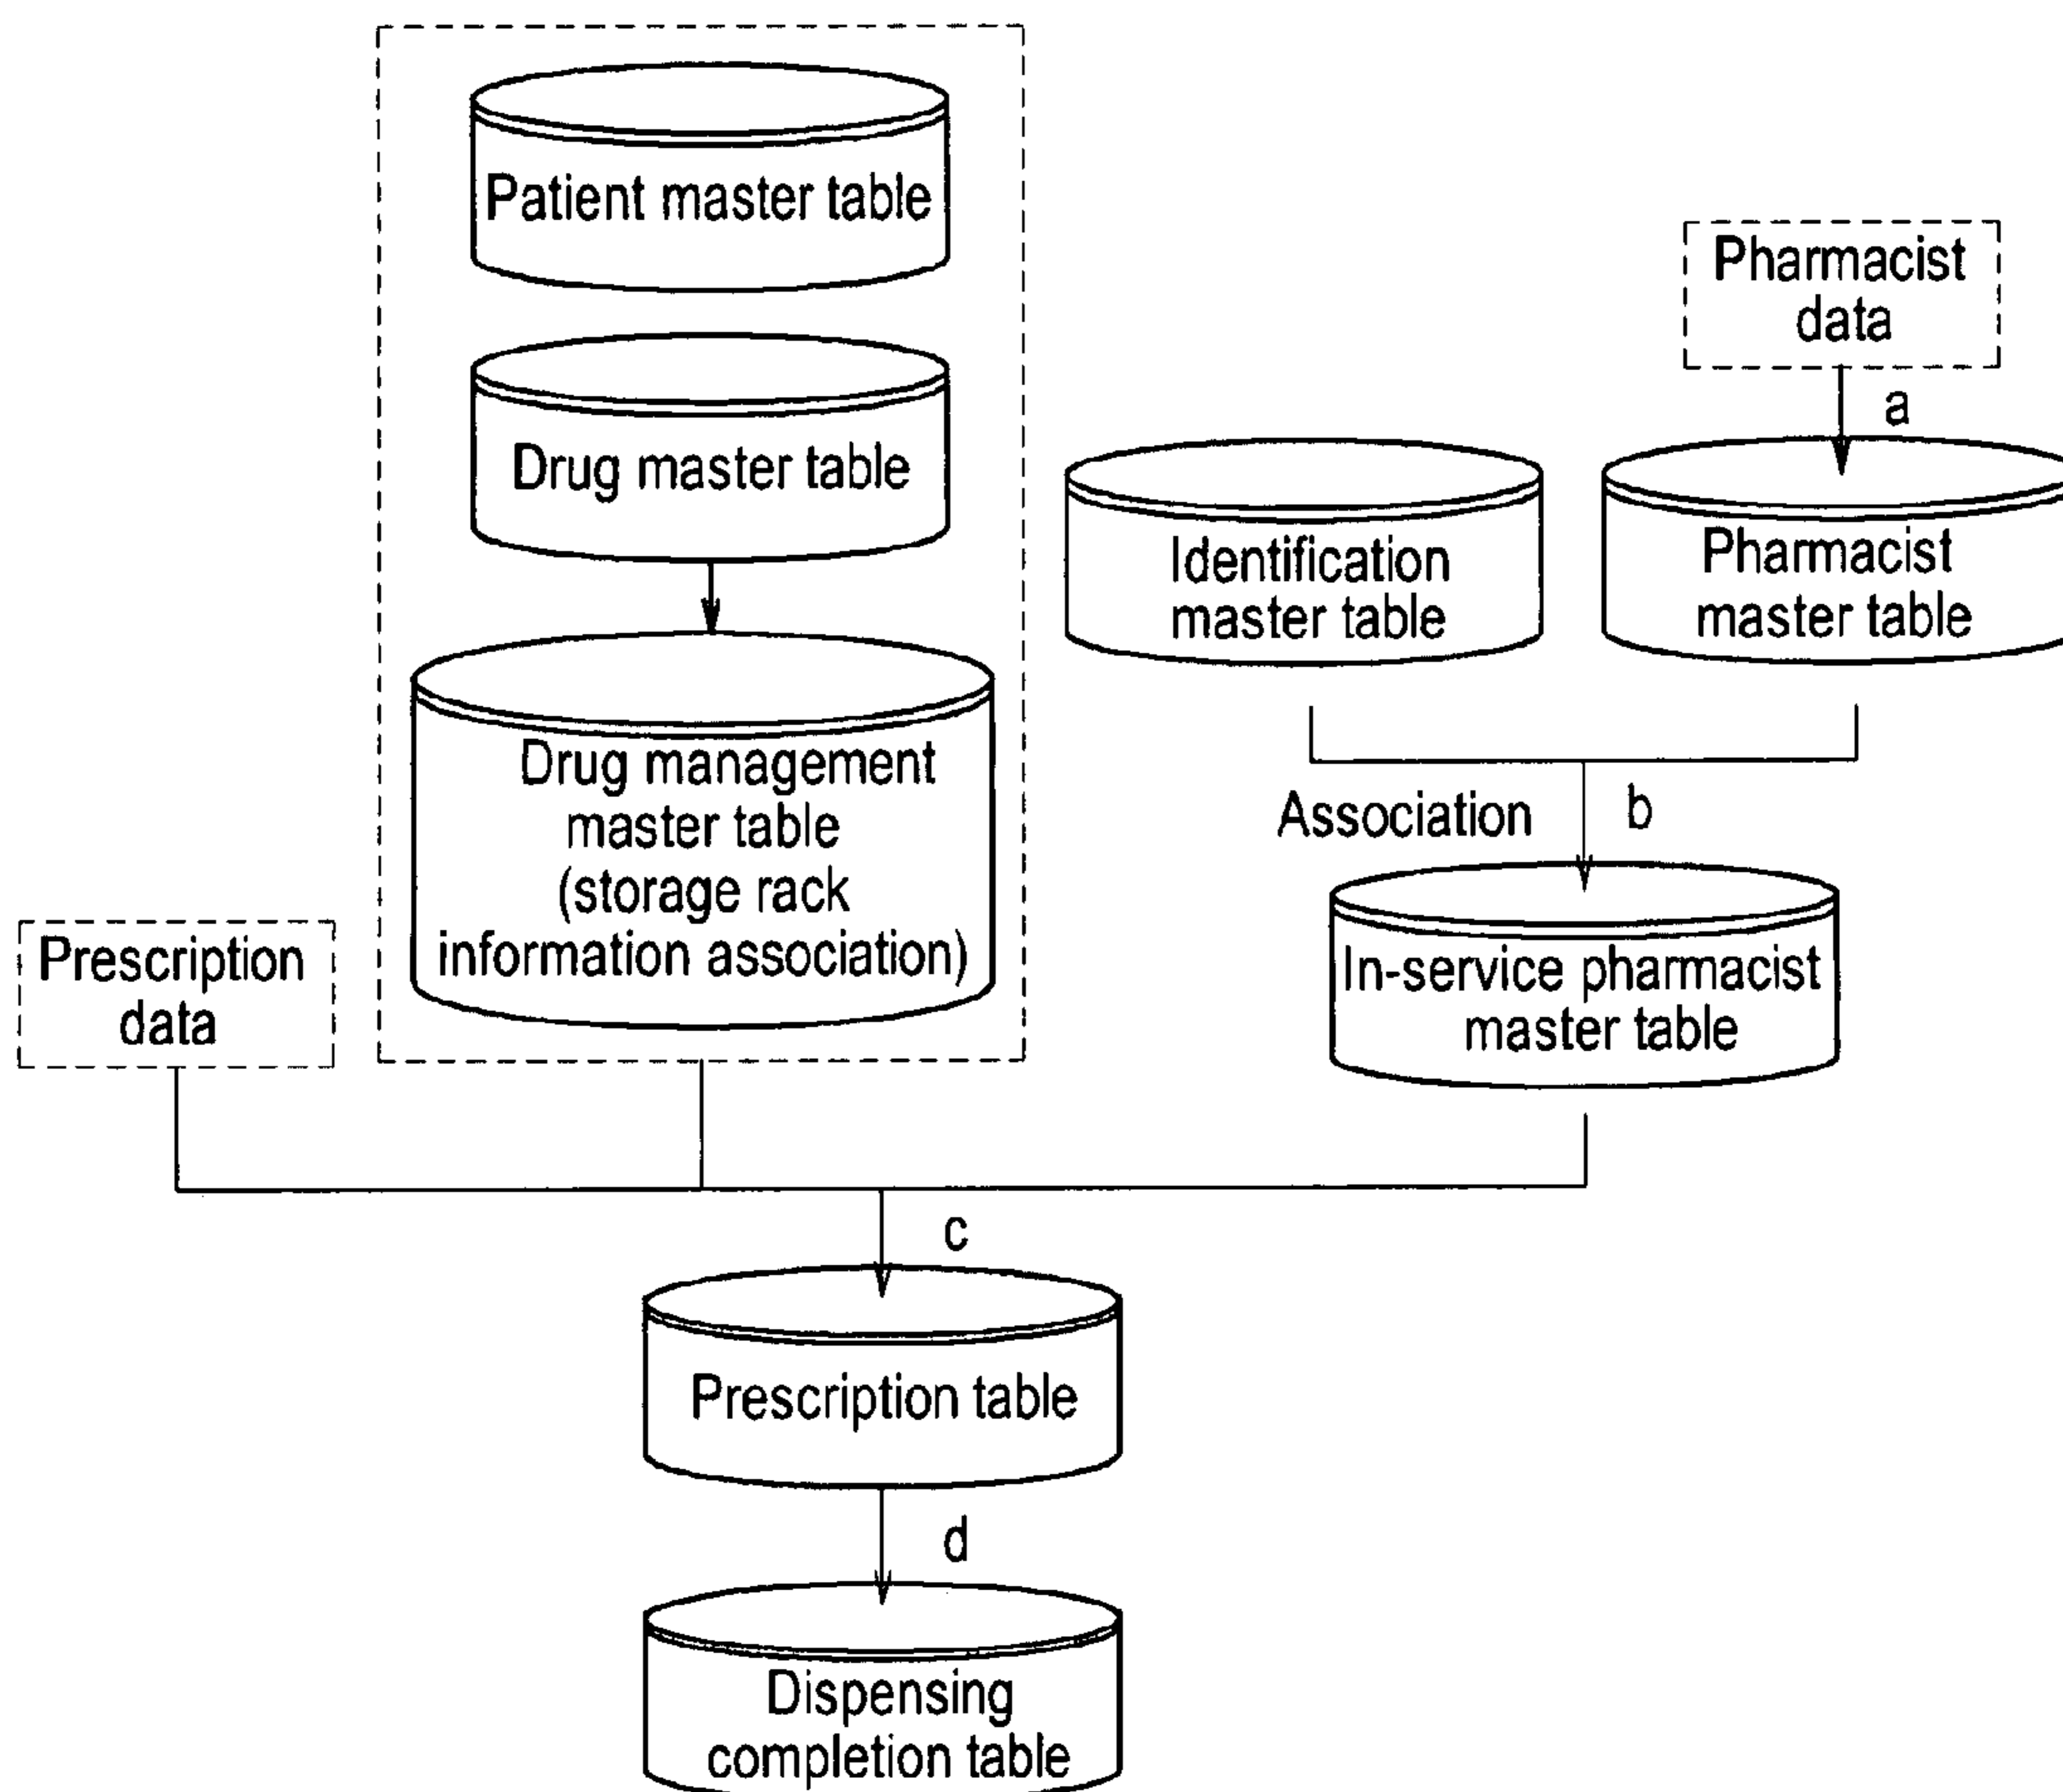 Patient master table
Drug master table
Drug management
master table
(storage rack
information association)
Pharmacist
data
a
Identification
master table
Pharmacist
master table
Association
b
In-service pharmacist
master table
Prescription
data
c
Prescription table
d
Dispensing
completion table